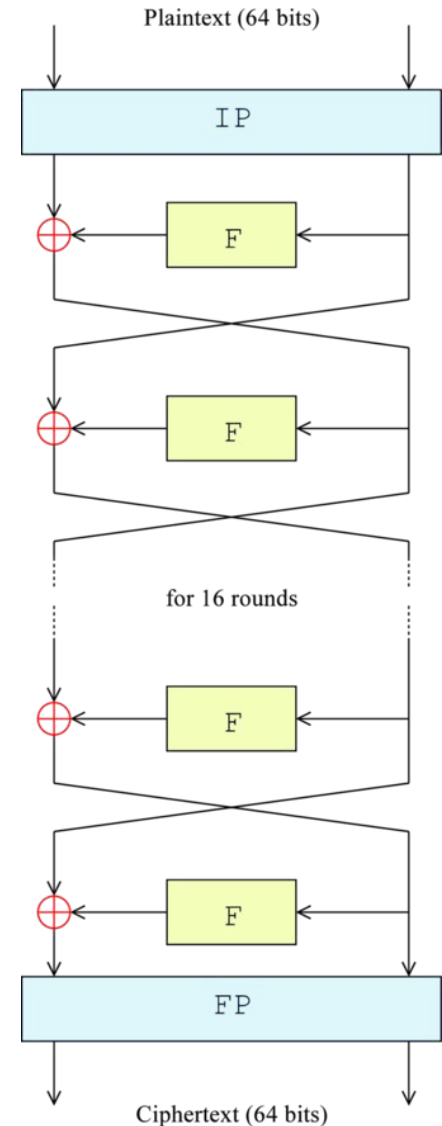 Plaintext (64 bits)
IP
F
F
for 16 rounds
F
F
FP
Ciphertext (64 bits)